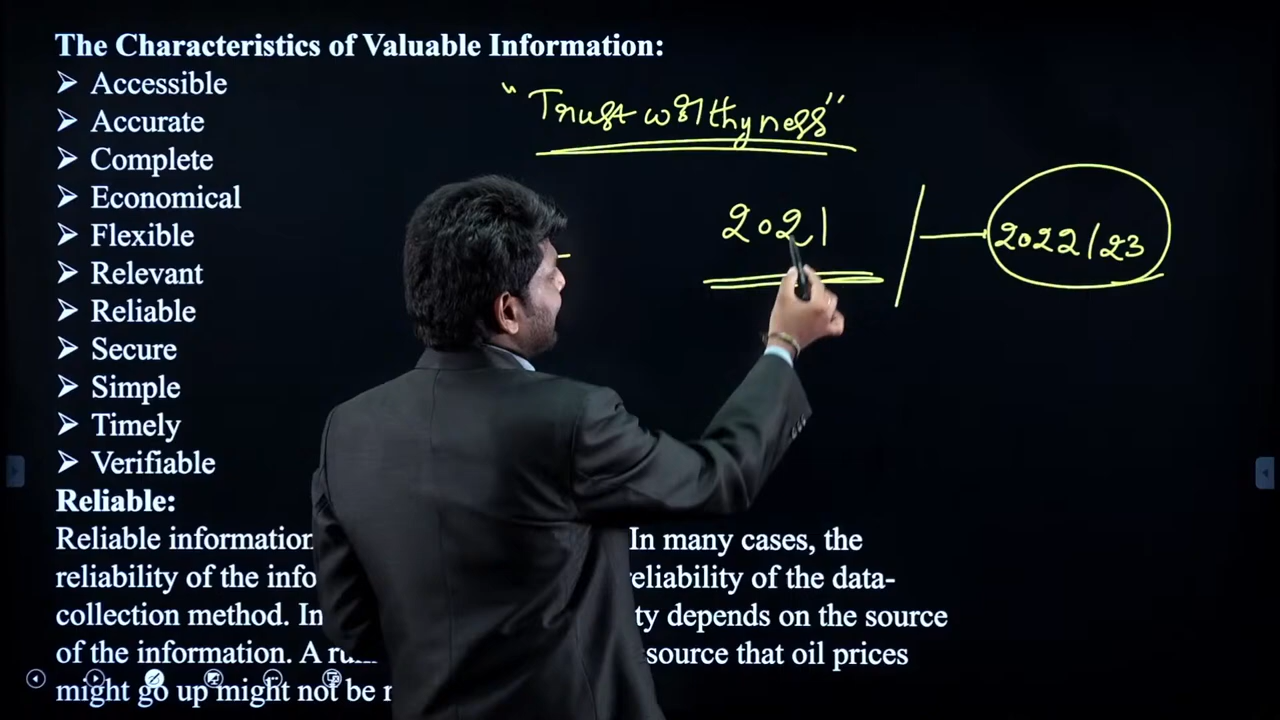 The Characteristics of Valuable Information:
➢ Accessible
➢ Accurate
➢ Complete
➢ Economical
➢ Flexible
➢ Relevant
➢ Reliable
➢ Secure
➢ Simple
➢ Timely
➢ Verifiable
"Trustworthyness"
2021
2022/23
Reliable:
Reliable information In many cases, the
reliability of the reliability of the data-
collection method. In depends on the source
of the information. A source that oil prices
might go up might not be